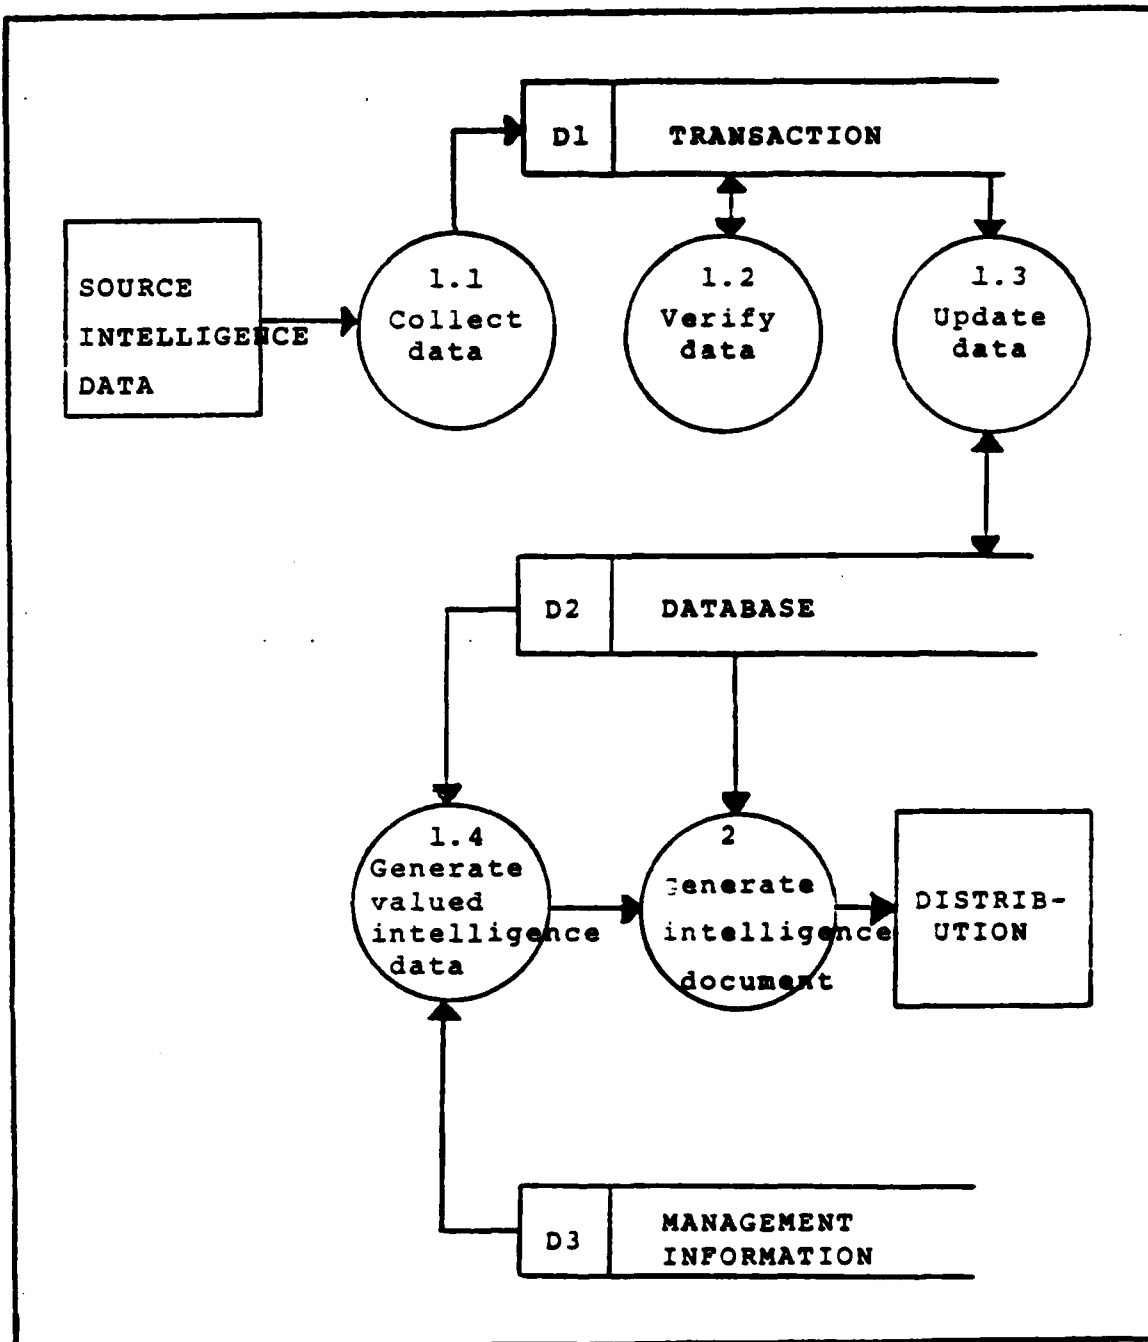 D1 TRANSACTION
SOURCE
INTELLIGENCE
DATA
1.1
Collect
data
1.2
Verify
data
1.3
Update
data
D2 DATABASE
1.4
Generate
valued
intelligence
data
2
Generate
intelligence
document
DISTRIB-
UTION
D3
MANAGEMENT
INFORMATION